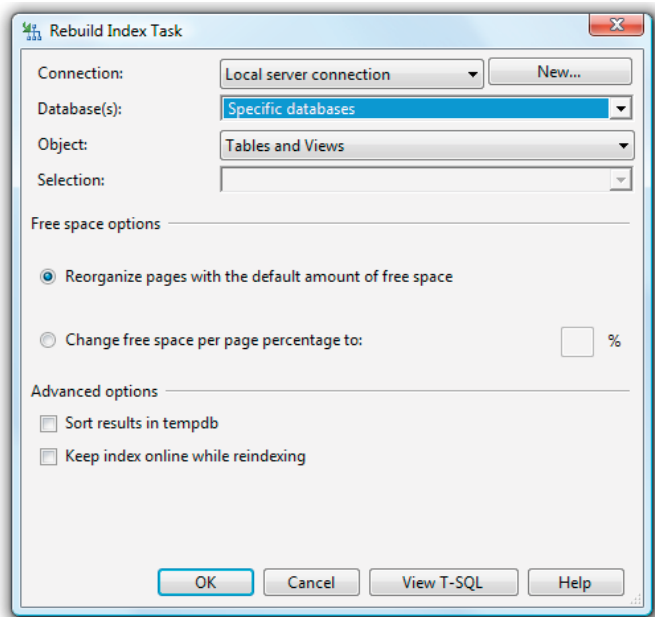 Rebuild Index Task
Connection: Local server connection New...
Database(s): Specific databases
Object: Tables and Views
Selection:
Free space options
Reorganize pages with the default amount of free space
Change free space per page percentage to: %
Advanced options
Sort results in tempdb
Keep index online while reindexing
OK Cancel View T-SQL Help